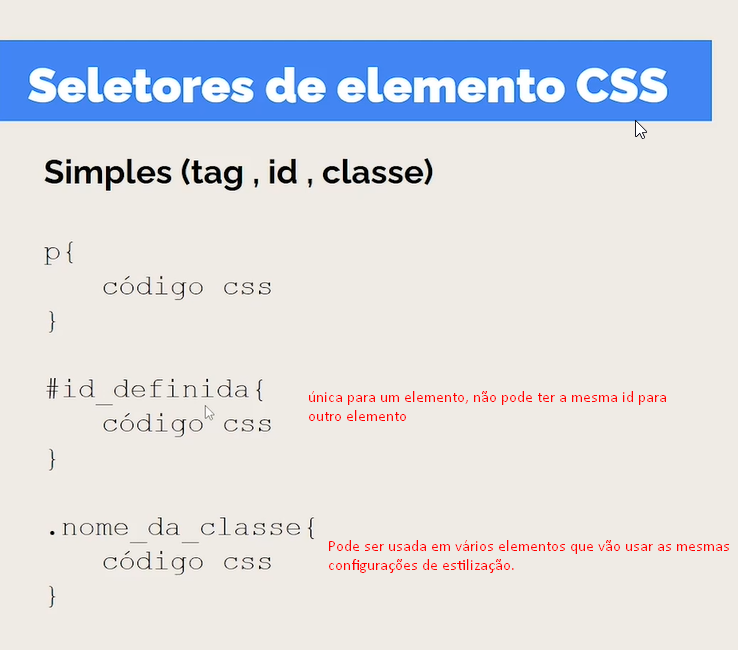 Seletores de elemento CSS
Simples (tag , id , classe)
p{
código css
}
#id_definida{
código css
}
única para um elemento, não pode ter a mesma id para
outro elemento
.nome_da_classe{
código css
}
Pode ser usada em vários elementos que vão usar as mesmas
configurações de estilização.